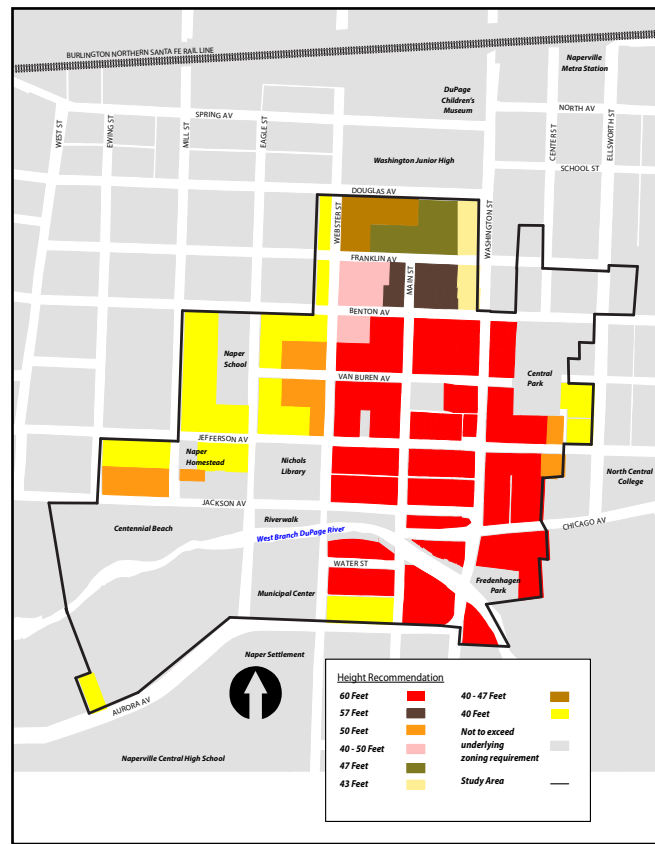 BURLINGTON NORTHERN SANTA FE RAIL LINE
Naperville
Metra Station
DuPage
Children's
Museum
NORTH AV
SPRING AV
WEST ST
EWING ST
MILL ST
EAGLE ST
CENTER ST
ELLSWORTH ST
Washington Junior High
SCHOOL ST
DOUGLAS AV
WEBSTER ST
WASHINGTON ST
FRANKLIN AV
MAIN ST
BENTON AV
Naper
School
Central
Park
VAN BUREN AV
JEFFERSON AV
Naper
Homestead
Nichols
Library
North Central
College
JACKSON AV
Riverwalk
Centennial Beach
CHICAGO AV
West Branch DuPage River
WATER ST
Fredenhagen
Park
Municipal Center
Naper Settlement
AURORA AV
Naperville Central High School
Height Recommendation
60 Feet
57 Feet
50 Feet
40 - 50 Feet
47 Feet
43 Feet
40 - 47 Feet
40 Feet
Not to exceed
underlying
zoning requirement
Study Area